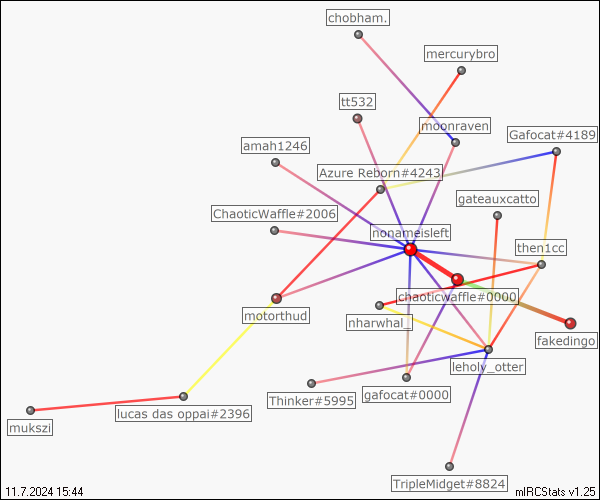 chobham.
mercurybro
tt532
moonraven
Gafocat#4189
amah1246
Azure Reborn#4243
gateauxcatto
ChaoticWaffle#2006
nonameisleft
then1cc
chaoticwaffle#0000
motorthud
nharwhal_
fakedingo
leholy_otter
Thinker#5995
gafocat#0000
lucas das oppai#2396
mukszi
TripleMidget#8824
11.7.2024 15:44
mIRCStats v1.25